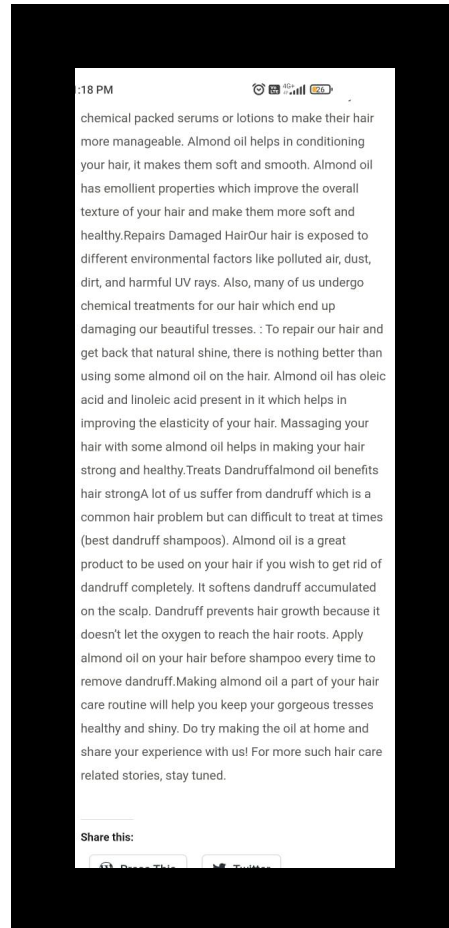 :18 PM 4G+ 26
chemical packed serums or lotions to make their hair
more manageable. Almond oil helps in conditioning
your hair, it makes them soft and smooth. Almond oil
has emollient properties which improve the overall
texture of your hair and make them more soft and
healthy.Repairs Damaged HairOur hair is exposed to
different environmental factors like polluted air, dust,
dirt, and harmful UV rays. Also, many of us undergo
chemical treatments for our hair which end up
damaging our beautiful tresses. : To repair our hair and
get back that natural shine, there is nothing better than
using some almond oil on the hair. Almond oil has oleic
acid and linoleic acid present in it which helps in
improving the elasticity of your hair. Massaging your
hair with some almond oil helps in making your hair
strong and healthy.Treats Dandruffalmond oil benefits
hair strongA lot of us suffer from dandruff which is a
common hair problem but can difficult to treat at times
(best dandruff shampoos). Almond oil is a great
product to be used on your hair if you wish to get rid of
dandruff completely. It softens dandruff accumulated
on the scalp. Dandruff prevents hair growth because it
doesn't let the oxygen to reach the hair roots. Apply
almond oil on your hair before shampoo every time to
remove dandruff.Making almond oil a part of your hair
care routine will help you keep your gorgeous tresses
healthy and shiny. Do try making the oil at home and
share your experience with us! For more such hair care
related stories, stay tuned.
Share this:
Press This Twitter